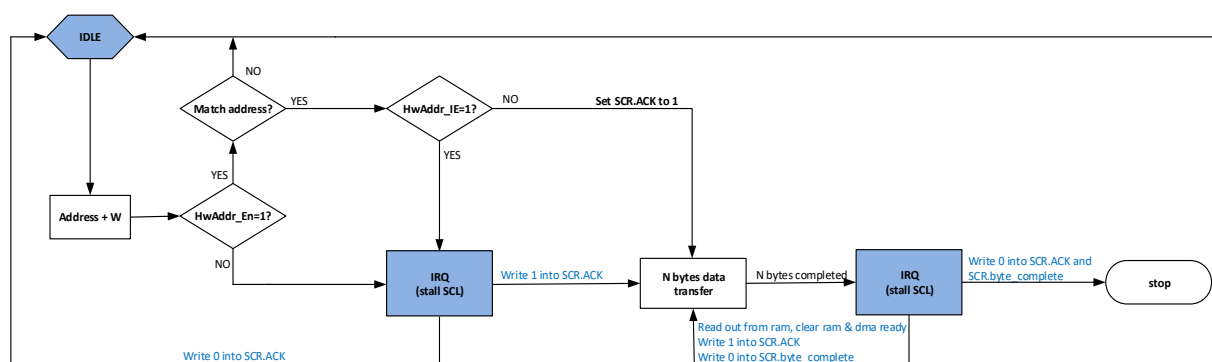 IDLE
NO
Match address?
YES
HwAddr_IE=1?
NO
Set SCR.ACK to 1
YES
YES
Address + W
HwAddr_En=1?
NO
IRQ
(stall SCL)
Write 1 into SCR.ACK
N bytes data
transfer
N bytes completed
IRQ
(stall SCL)
Write 0 into SCR.ACK and
SCR.byte_complete
stop
Read out from ram, clear ram & dma ready
Write 1 into SCR.ACK
Write 0 into SCR.byte_complete
Write 0 into SCR.ACK